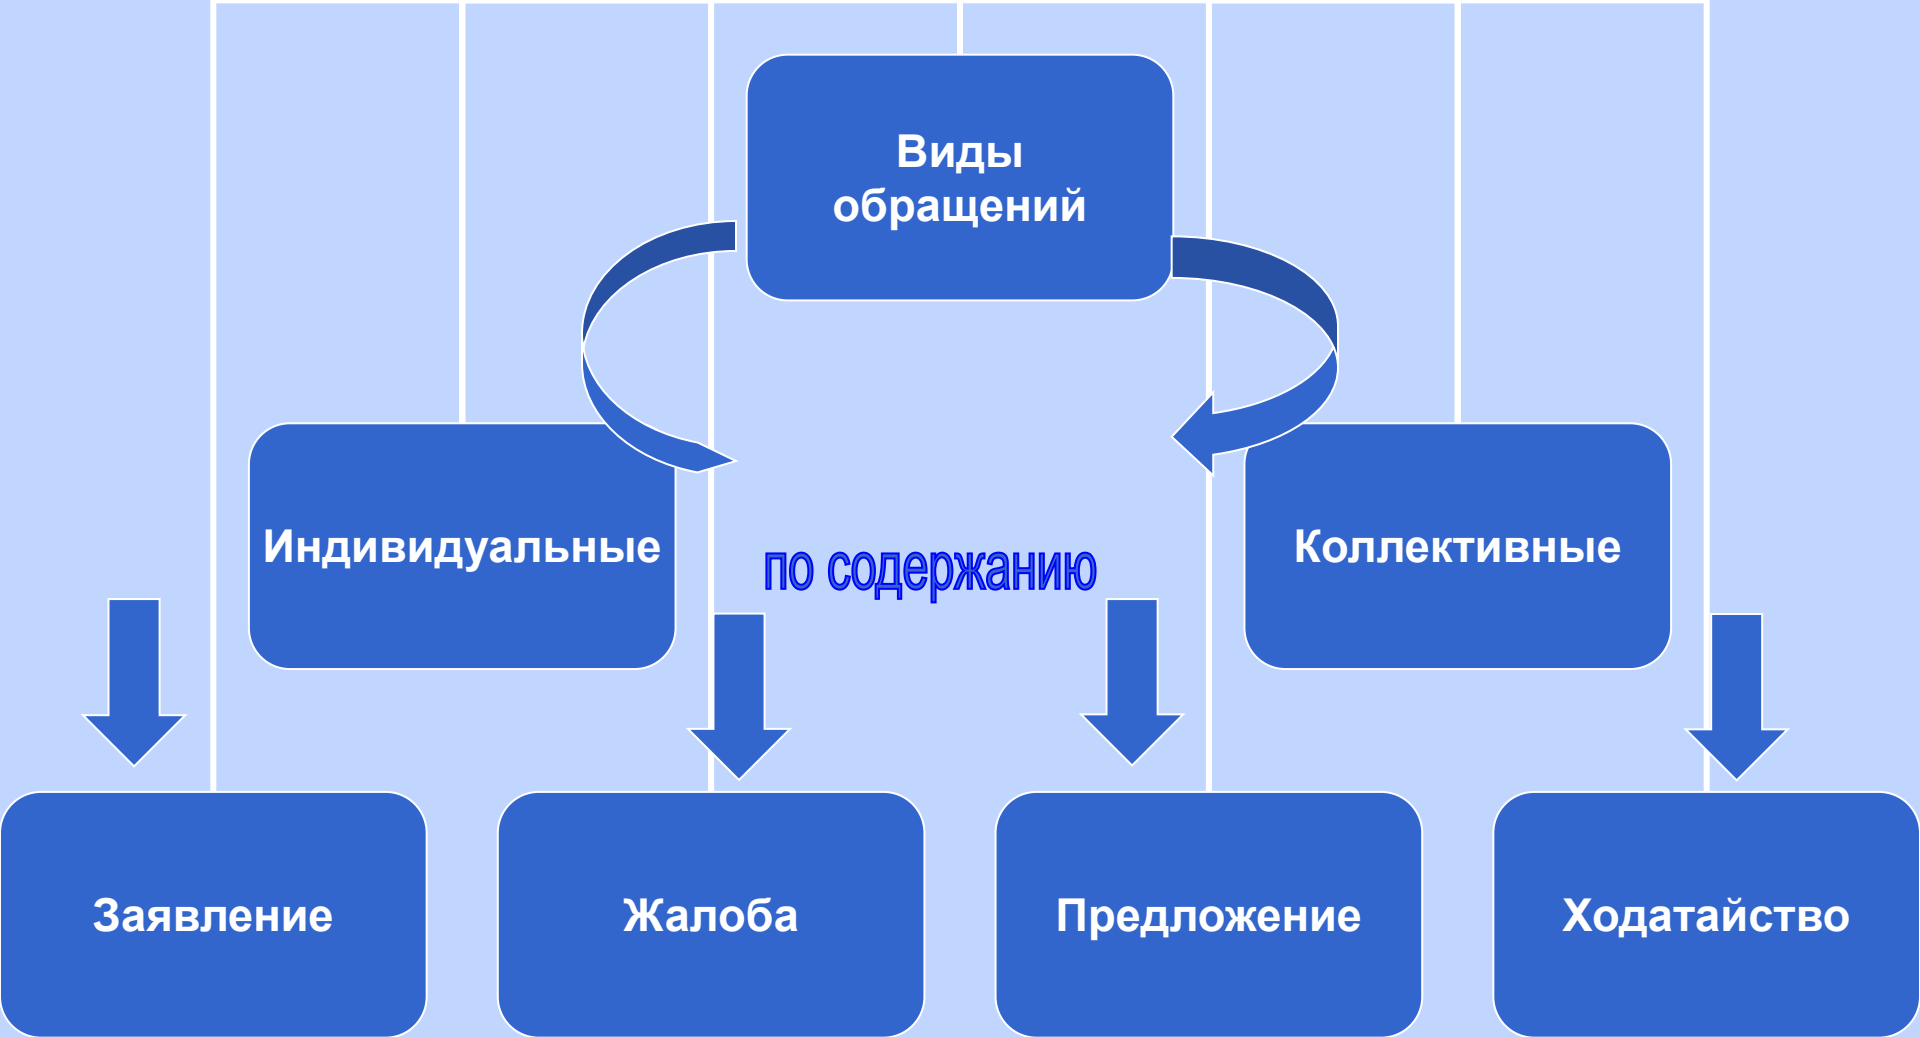 Виды
обращений
Индивидуальные
Коллективные
по содержанию
Заявление
Жалоба
Предложение
Ходатайство